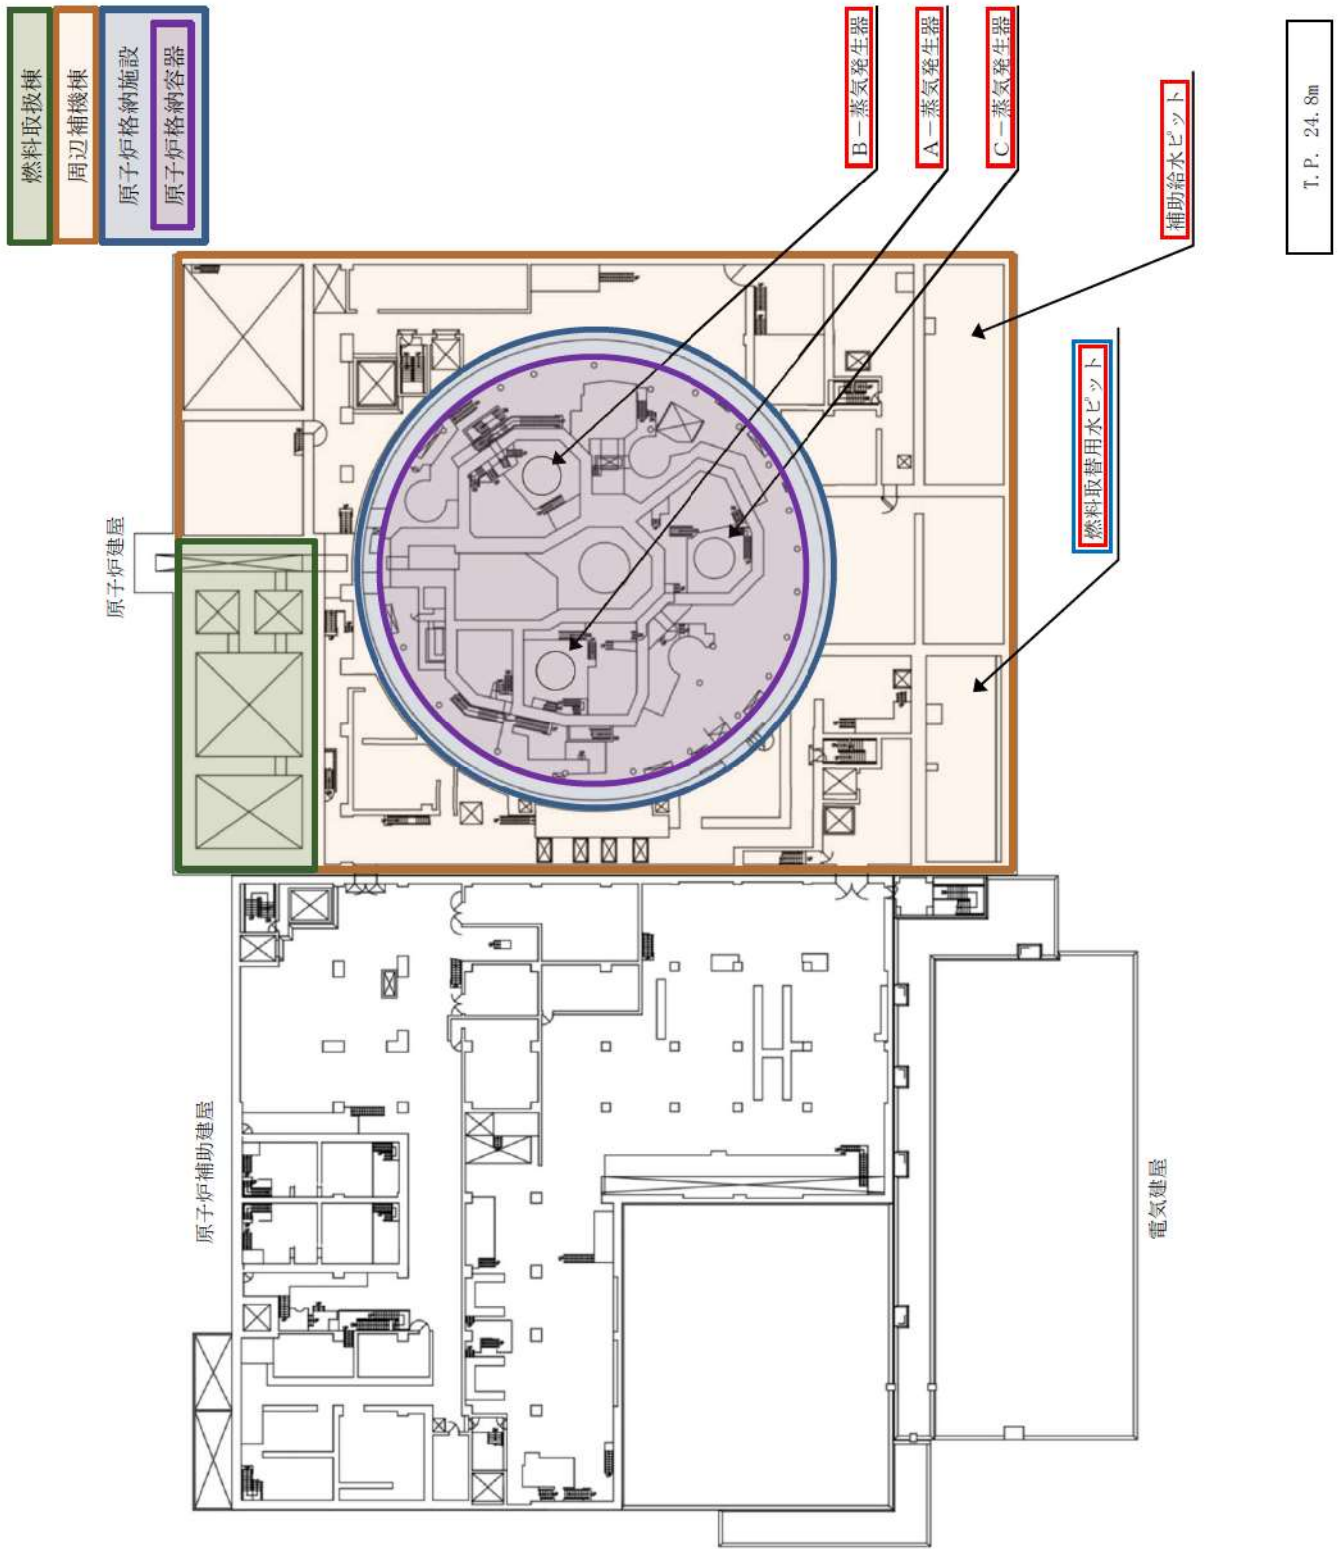 燃料取扱棟
周辺補機棟
原子炉格納施設
原子炉格納容器
B－蒸気発生器
A－蒸気発生器
C－蒸気発生器
補助給水ピット
燃料取替用水ピット
T.P. 24.8m
原子炉建屋
原子炉補助建屋
電気建屋